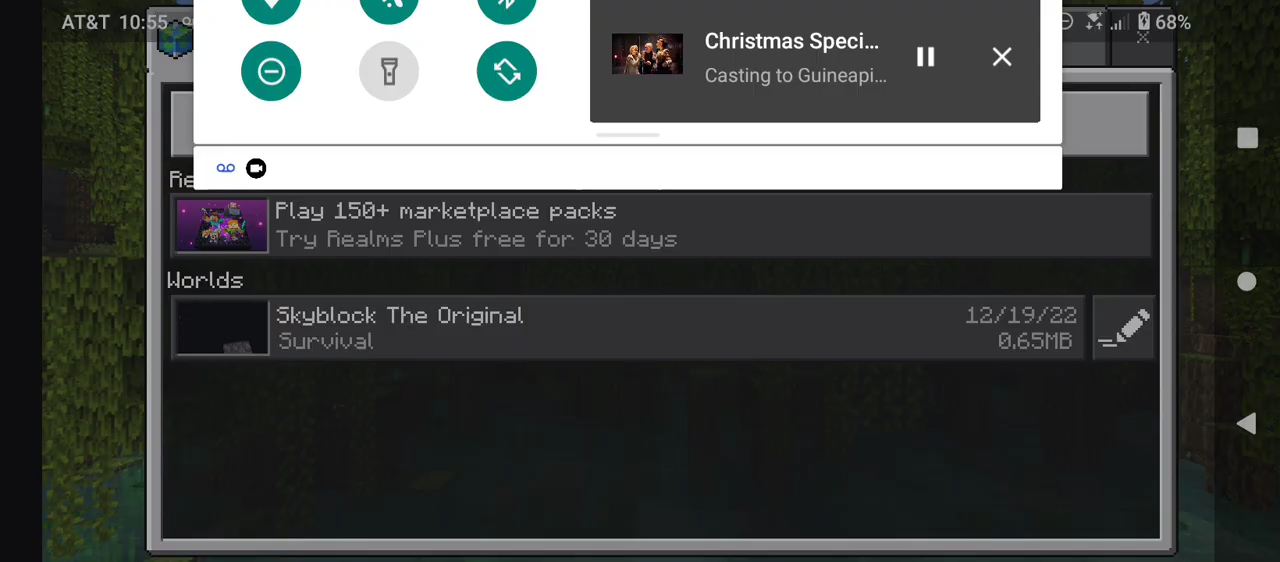 AT&T 10:55
68%
Christmas Speci...
Casting to Guineapi...
Re
Play 150+ marketplace packs
Try Realms Plus free for 30 days
Worlds
Skyblock The Original
12/19/22
Survival
0.65MB